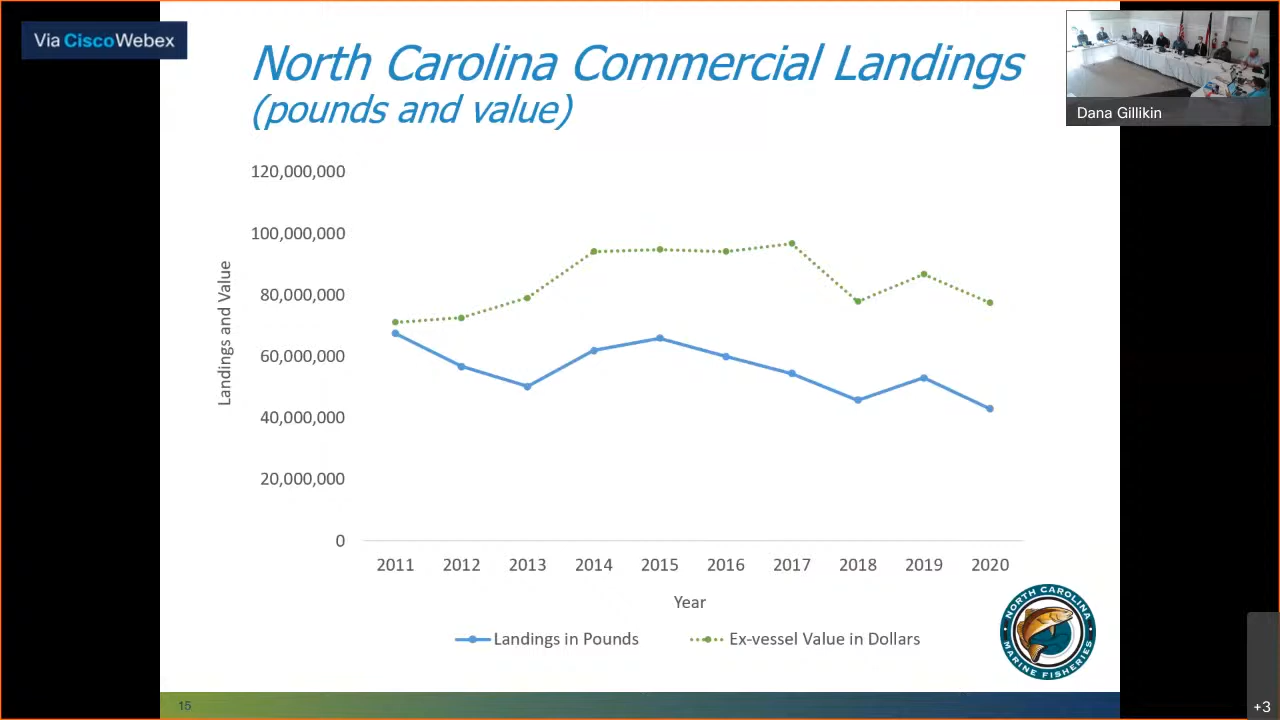 Via CiscoWebex
North Carolina Commercial Landings
(pounds and value)
Dana Gillikin
120,000,000
100,000,000
80,000,000
60,000,000
40,000,000
20,000,000
0
Landings and Value
2011 2012 2013 2014 2015 2016 2017 2018 2019 2020
Year
Landings in Pounds Ex-vessel Value in Dollars
NORTH CAROLINA
MARINE FISHERIES
15
+3